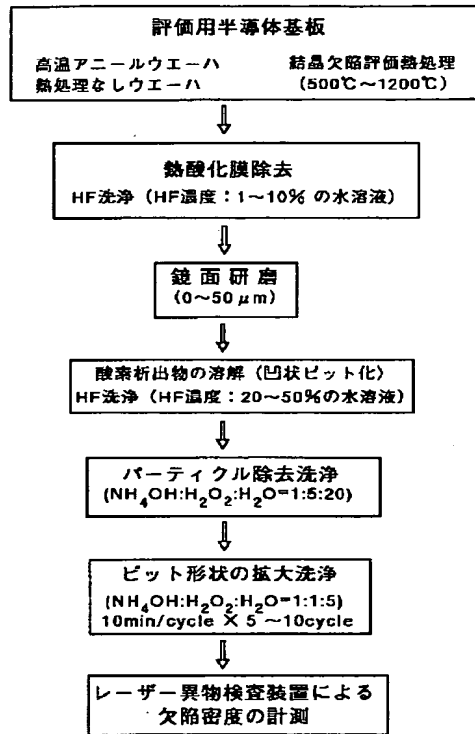 評価用半導体基板
高温アニールウエーハ 結晶欠陥評価熱処理
熱処理なしウエーハ (500℃～1200℃)
熱酸化膜除去
HF洗浄（HF濃度：1～10% の水溶液）
鏡面研磨
(0～50μm)
酸素析出物の溶解（凹状ピット化）
HF洗浄（HF濃度：20～50%の水溶液）
パーティクル除去洗浄
(NH₄OH:H₂O₂:H₂O=1:5:20)
ピット形状の拡大洗浄
(NH₄OH:H₂O₂:H₂O=1:1:5)
10min/cycle × 5～10cycle
レーザー異物検査装置による
欠陥密度の計測